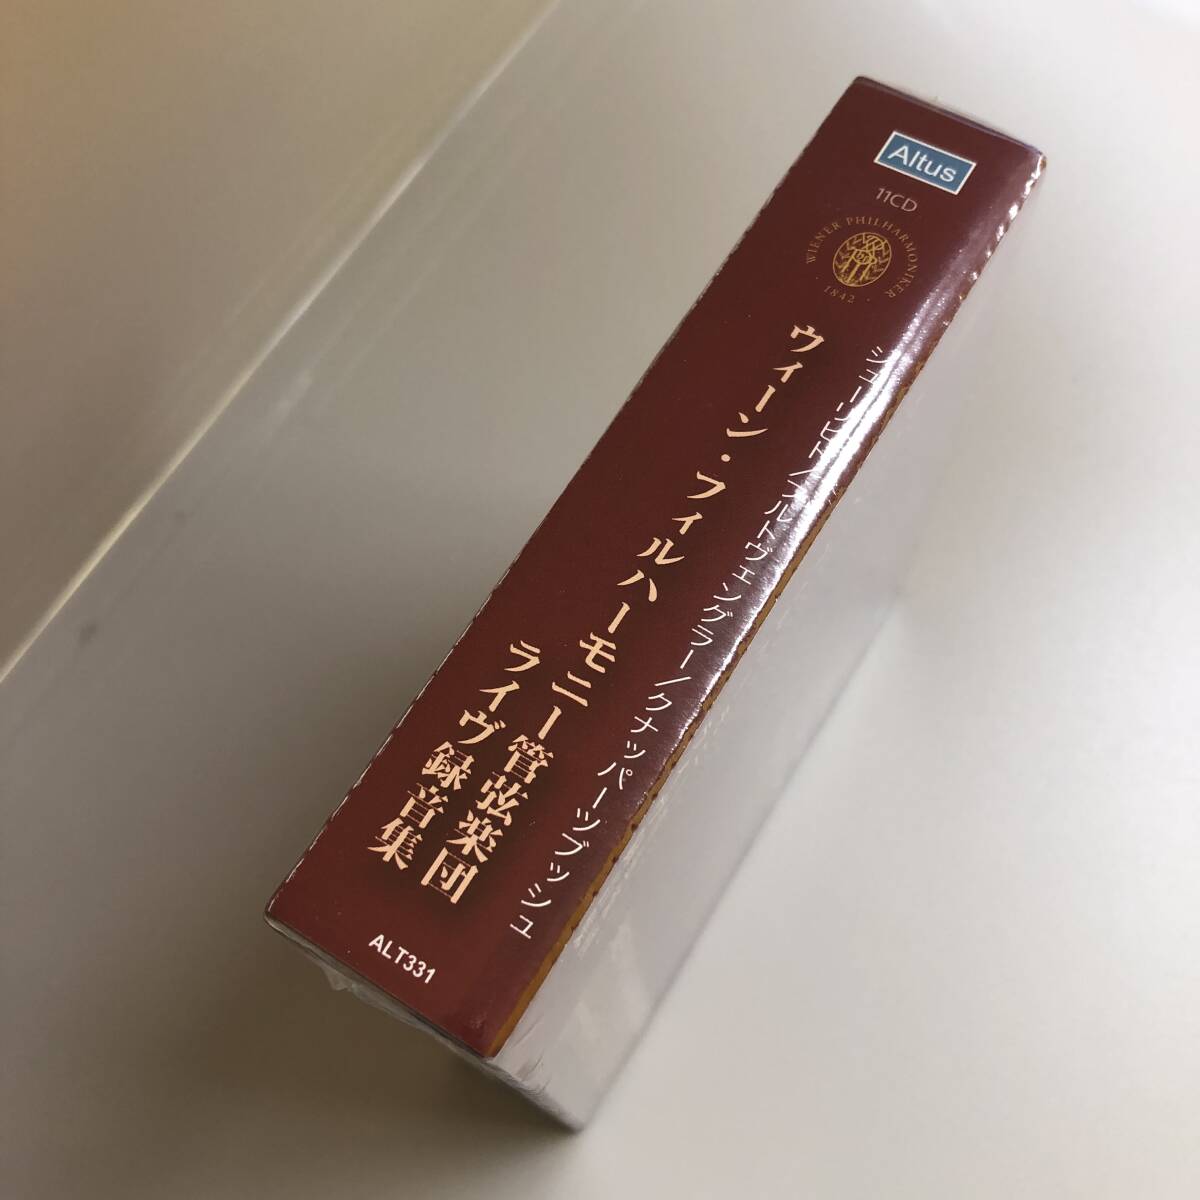 Altus
11CD
WIENER PHILHARMONIKER
1842
シューリヒト/フルトヴェングラー/クナッパーツブッシュ
ウィーン・フィルハーモニー管弦楽団
ライヴ録音集
ALT331